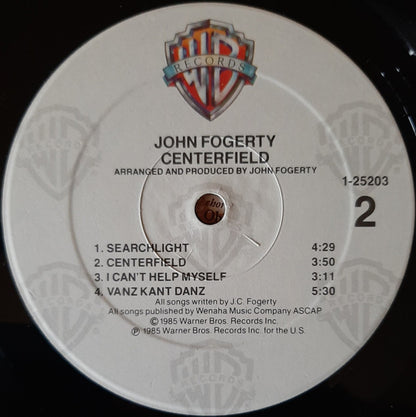 WB
RECORDS
JOHN FOGERTY
CENTERFIELD
ARRANGED AND PRODUCED BY JOHN FOGERTY
1-25203
2
1. SEARCHLIGHT 4:29
2. CENTERFIELD 3:50
3. I CAN'T HELP MYSELF 3:11
4. VANZ KANT DANZ 5:30
All songs written by J.C. Fogerty
All songs published by Wenaha Music Company ASCAP
© 1985 Warner Bros. Records Inc.
℗ 1985 Warner Bros. Records Inc. for the U.S.